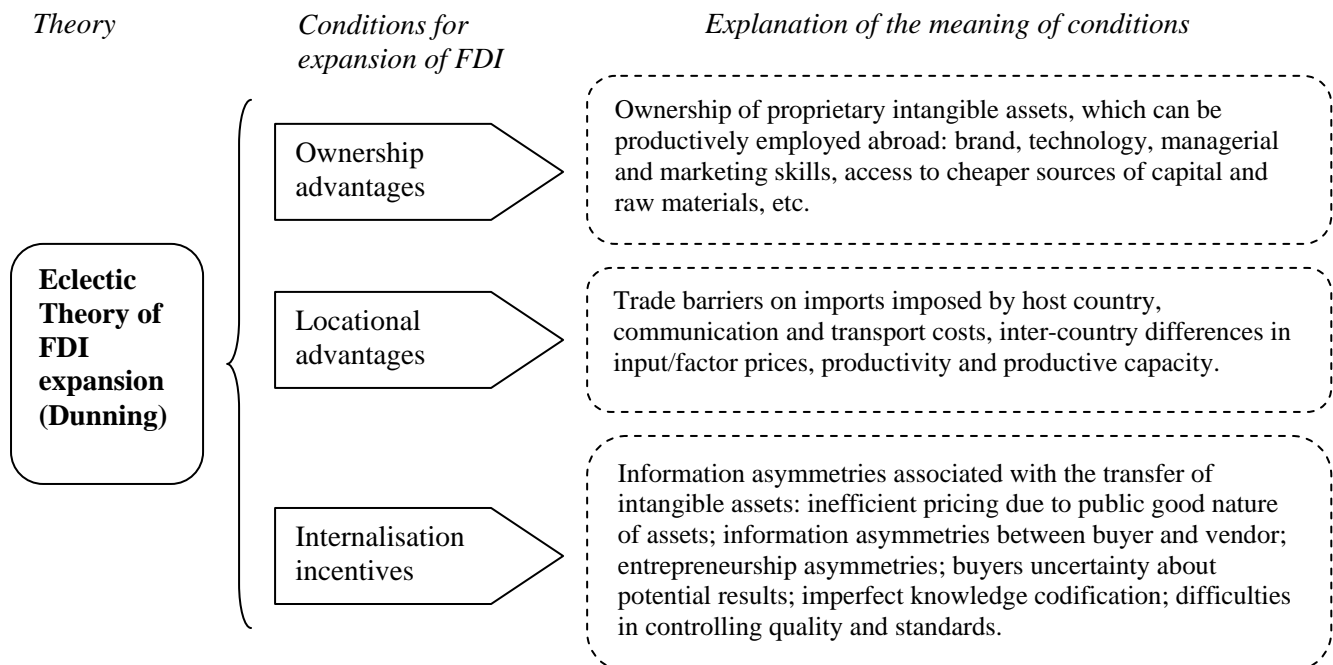 Theory
Conditions for
expansion of FDI
Explanation of the meaning of conditions
Eclectic
Theory of
FDI
expansion
(Dunning)
Ownership
advantages
Ownership of proprietary intangible assets, which can be
productively employed abroad: brand, technology, managerial
and marketing skills, access to cheaper sources of capital and
raw materials, etc.
Locational
advantages
Trade barriers on imports imposed by host country,
communication and transport costs, inter-country differences in
input/factor prices, productivity and productive capacity.
Internalisation
incentives
Information asymmetries associated with the transfer of
intangible assets: inefficient pricing due to public good nature
of assets; information asymmetries between buyer and vendor;
entrepreneurship asymmetries; buyers uncertainty about
potential results; imperfect knowledge codification; difficulties
in controlling quality and standards.